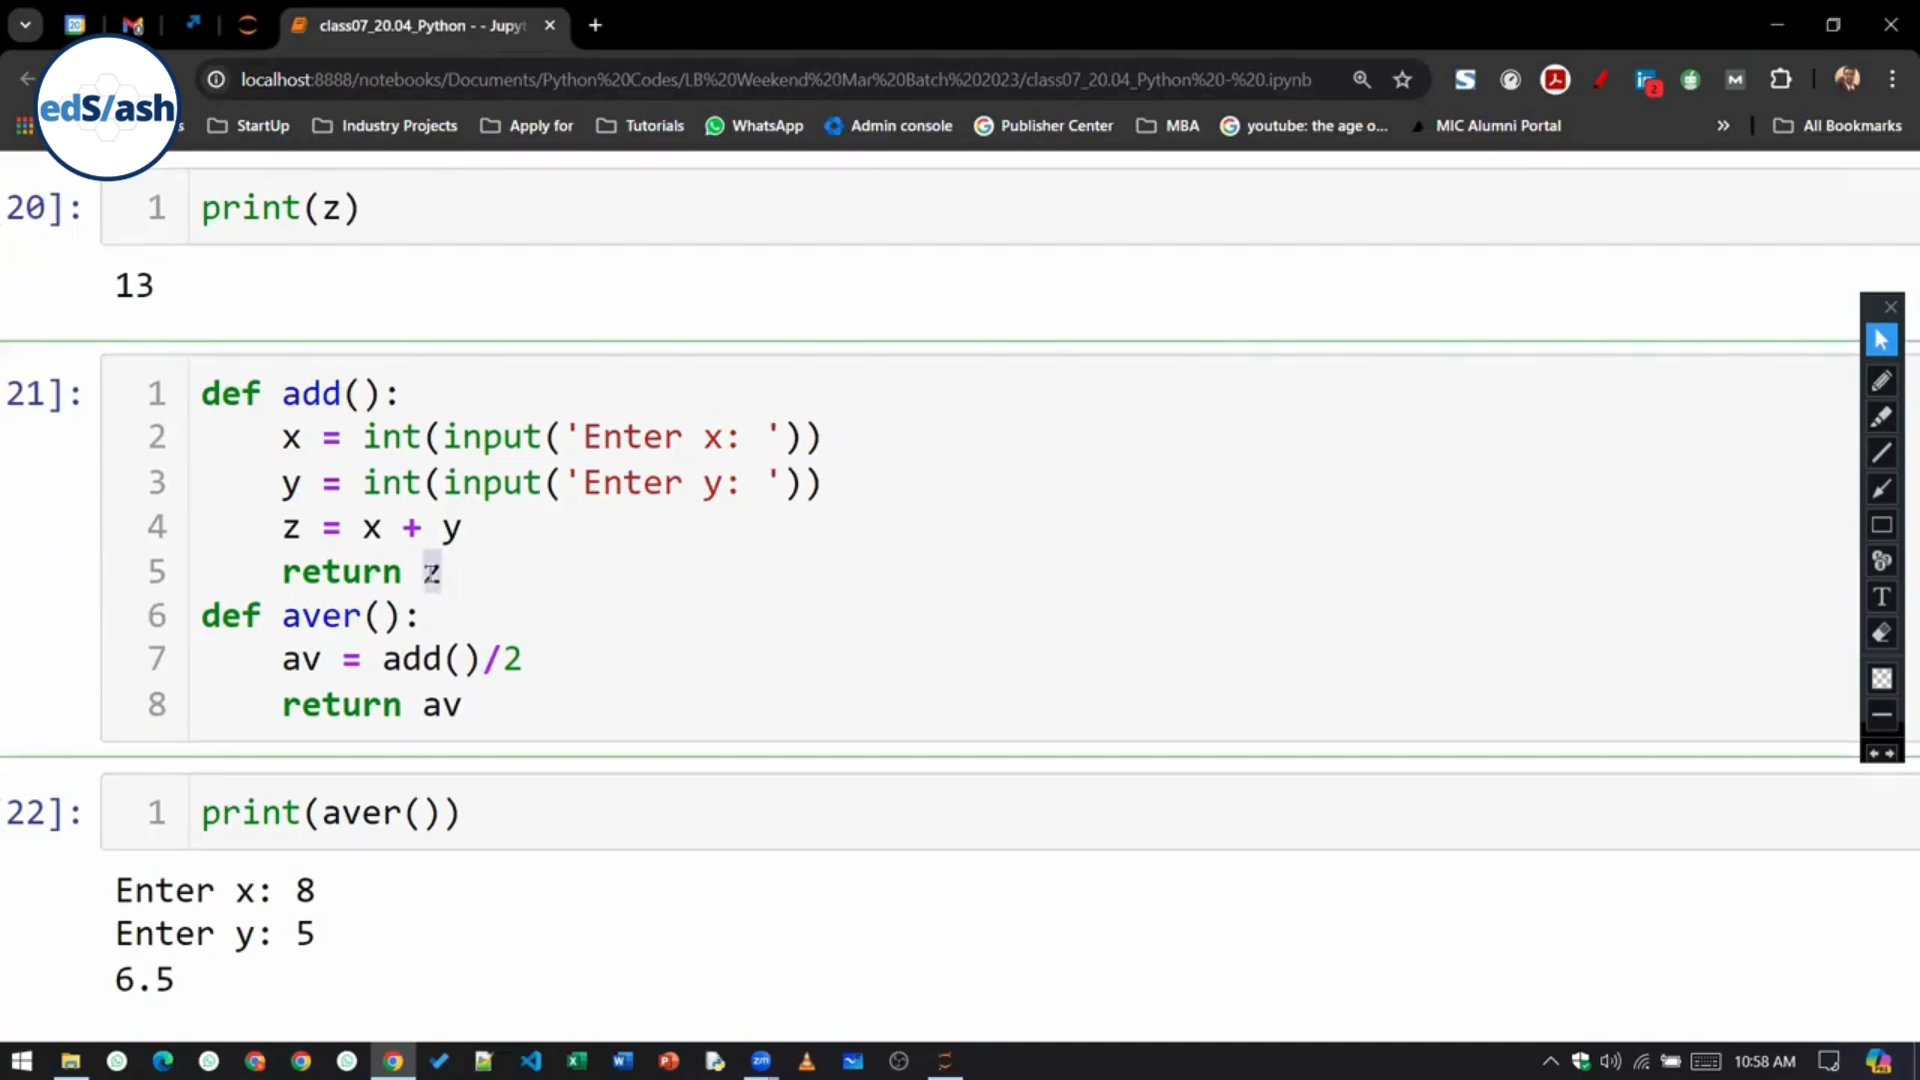 class07_20.04_Python - - Jupyt
localhost:8888/notebooks/Documents/Python%20Codes/LB%20Weekend%20Mar%20Batch%202023/class07_20.04_Python%20-%20.ipynb
edS/ash
StartUp Industry Projects Apply for Tutorials WhatsApp Admin console Publisher Center MBA youtube: the age o... MIC Alumni Portal » All Bookmarks
20]: 1 print(z)
13
21]: 1 def add():
2 x = int(input('Enter x: '))
3 y = int(input('Enter y: '))
4 z = x + y
5 return z
6 def aver():
7 av = add()/2
8 return av
22]: 1 print(aver())
Enter x: 8
Enter y: 5
6.5
10:58 AM